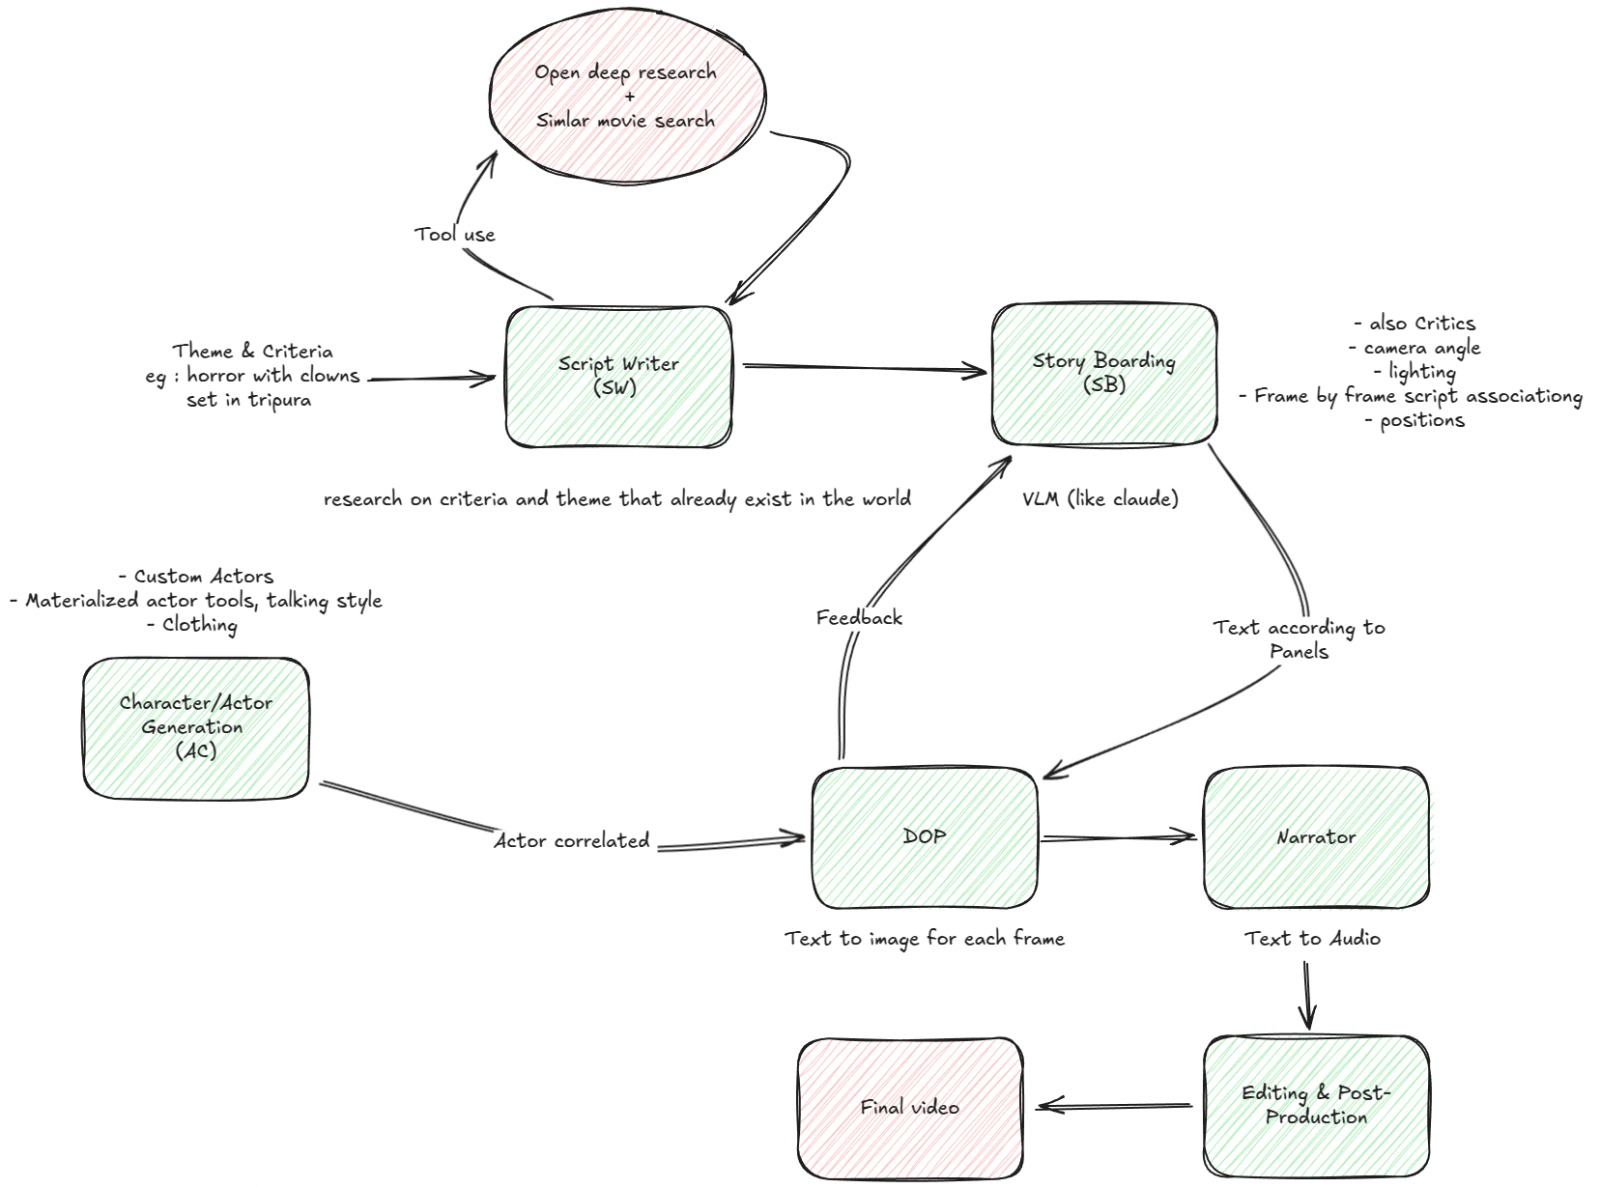 Open deep research
+
Simlar movie search
Tool use
Theme & Criteria
eg : horror with clowns
set in tripura
Script Writer
(SW)
Story Boarding
(SB)
- also Critics
- camera angle
- lighting
- Frame by frame script associationg
- positions
research on criteria and theme that already exist in the world
VLM (like claude)
- Custom Actors
- Materialized actor tools, talking style
- Clothing
Feedback
Text according to
Panels
Character/Actor
Generation
(AC)
Actor correlated
DOP
Narrator
Text to image for each frame
Text to Audio
Final video
Editing & Post-
Production